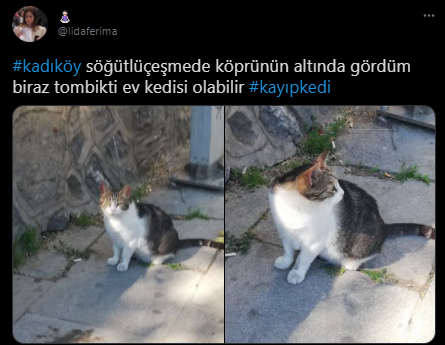 @lidaferima
#kadıköy söğütlüçeşmede köprünün altında gördüm
biraz tombikti ev kedisi olabilir #kayıpkedi